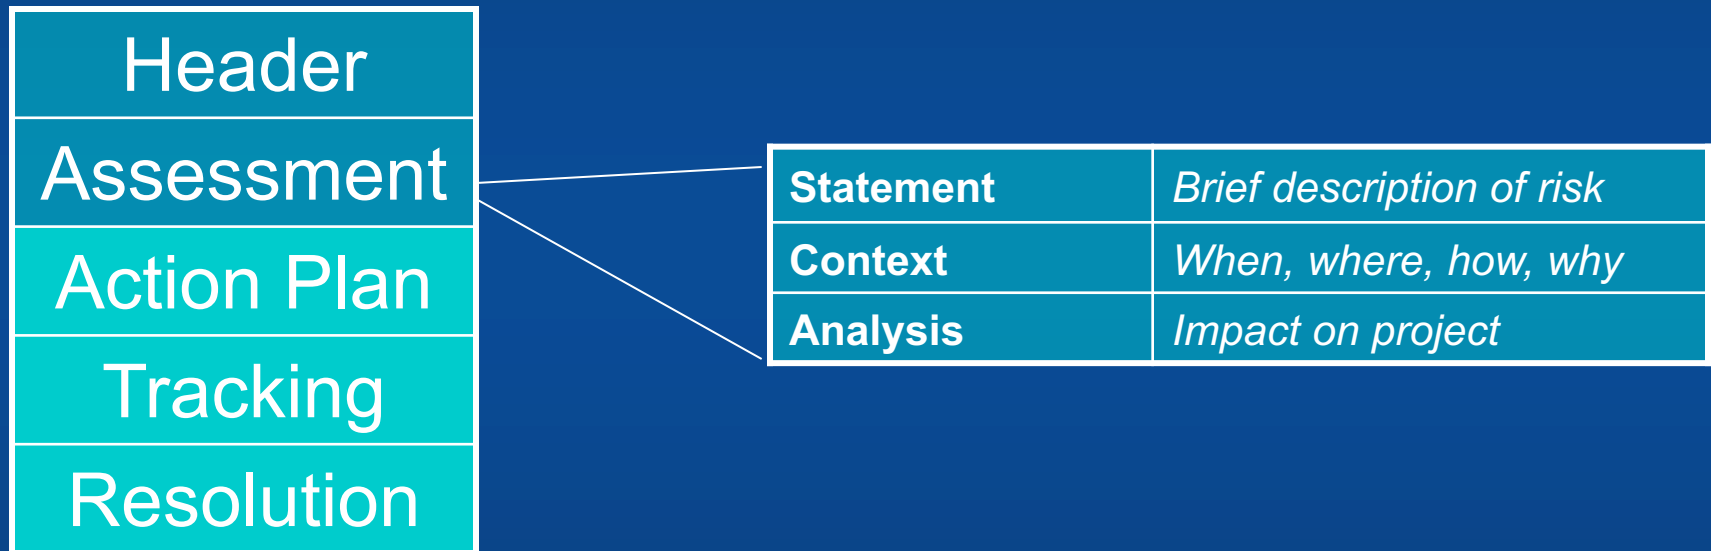 Header
Assessment
Action Plan
Tracking
Resolution
Statement Brief description of risk
Context When, where, how, why
Analysis Impact on project